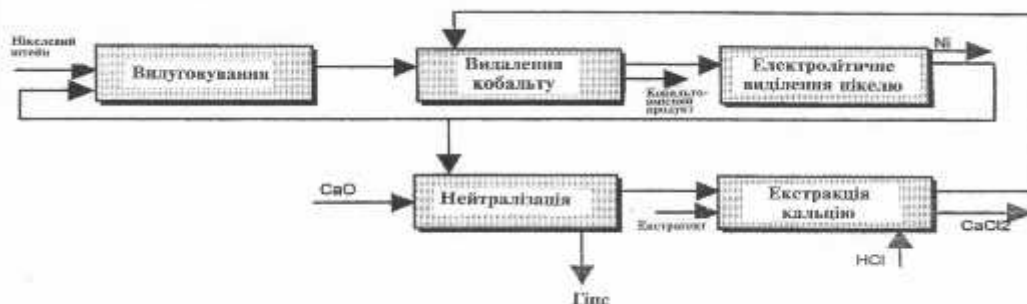 Нікелевий
штейн
Вилуговування
Видалення
кобальту
Кобальто-
вмісний
продукт
Електролітичне
виділення нікелю
Ni
CaO
Нейтралізація
Екстрагент
Екстракція
кальцію
CaCl2
HCl
Гіпс